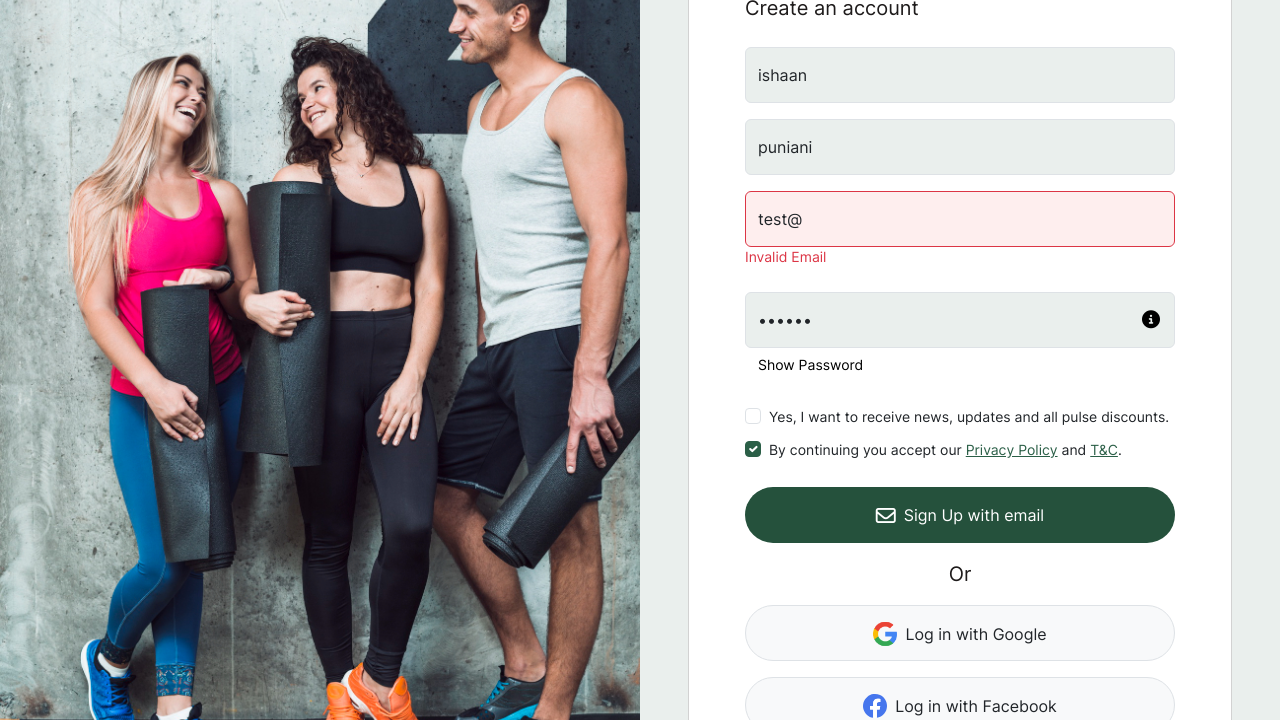 Create an account
ishaan
puniani
test@
Invalid Email
••••••
Show Password
Yes, I want to receive news, updates and all pulse discounts.
By continuing you accept our Privacy Policy and T&C.
Sign Up with email
Or
Log in with Google
Log in with Facebook